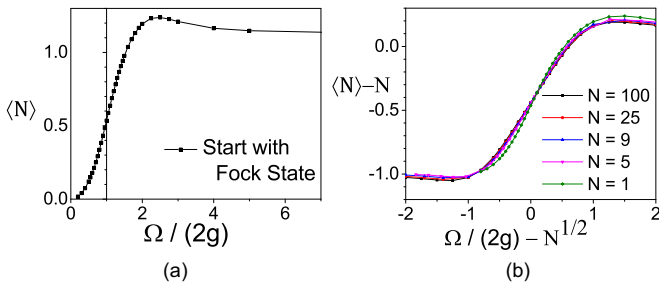 1.0
⟨N⟩
0.5
0.0
Start with
Fock State
0 2 4 6
Ω / (2g)
(a)
0.0
⟨N⟩–N
-0.5
-1.0
N = 100
N = 25
N = 9
N = 5
N = 1
-2 -1 0 1 2
Ω / (2g) – N^{1/2}
(b)